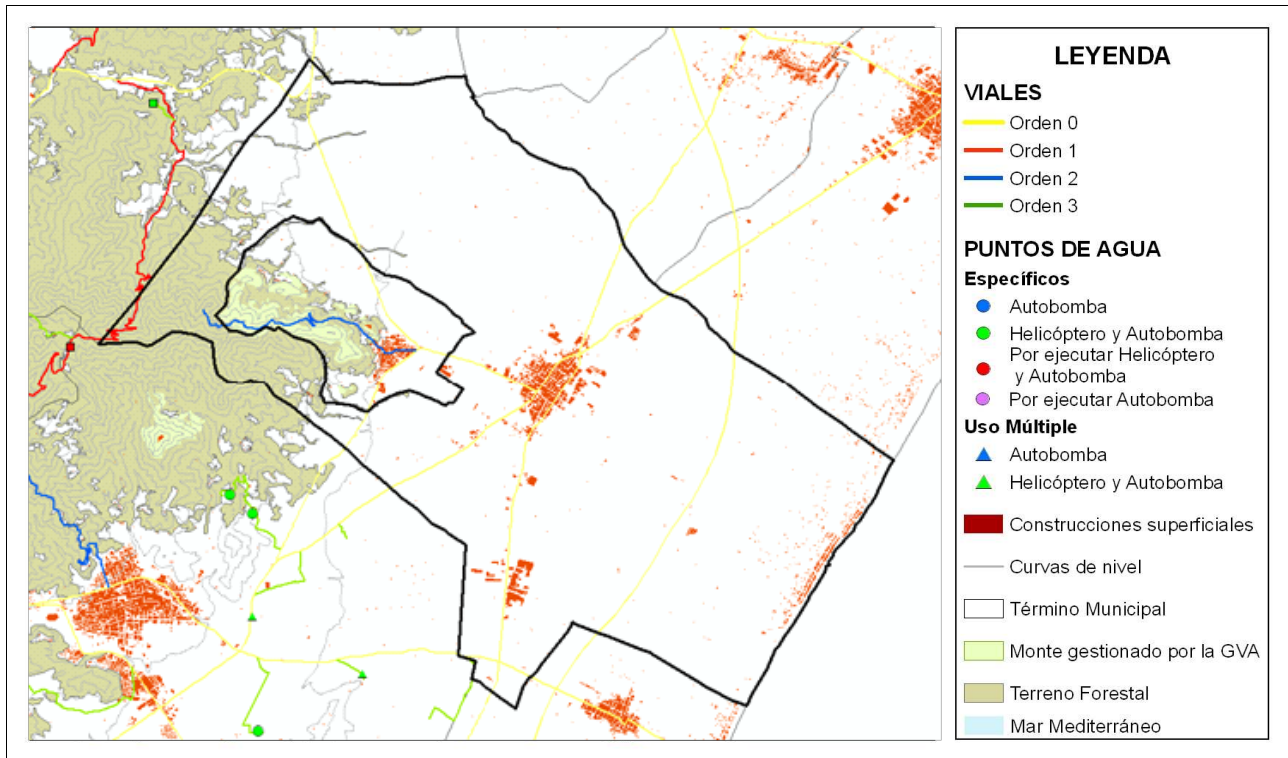 LEYENDA
VIALES
Orden 0
Orden 1
Orden 2
Orden 3
PUNTOS DE AGUA
Específicos
Autobomba
Helicóptero y Autobomba
Por ejecutar Helicóptero
y Autobomba
Por ejecutar Autobomba
Uso Múltiple
Autobomba
Helicóptero y Autobomba
Construcciones superficiales
Curvas de nivel
Término Municipal
Monte gestionado por la GVA
Terreno Forestal
Mar Mediterráneo